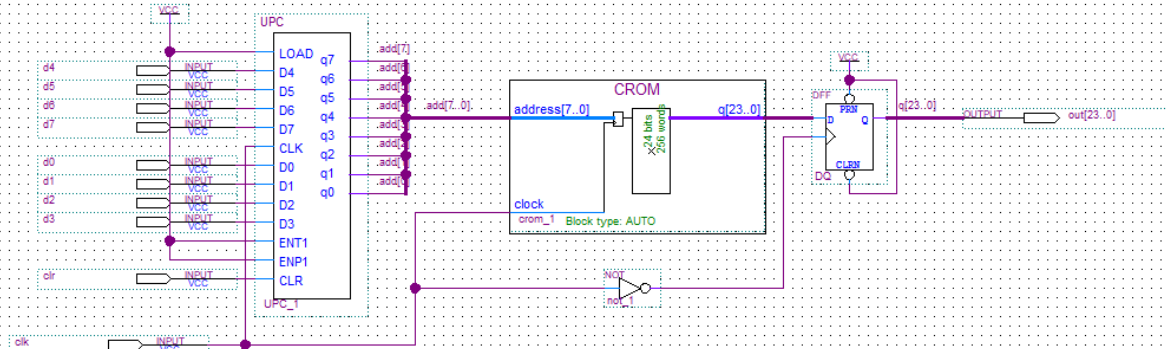 VCC
UPC
LOAD
D4
D5
D6
D7
CLK
D0
D1
D2
D3
ENT1
ENP1
CLR
q7
q6
q5
q4
q3
q2
q1
q0
UPC_1
d4
INPUT
VCC
d5
INPUT
VCC
d6
INPUT
VCC
d7
INPUT
VCC
d0
INPUT
VCC
d1
INPUT
VCC
d2
INPUT
VCC
d3
INPUT
VCC
clr
INPUT
VCC
clk
INPUT
add[7]
add[7..0]
CROM
address[7..0]
q[23..0]
24 bits
256 words
clock
crom_1
Block type: AUTO
NOT
not_1
VCC
DFF
PRN
D
Q
CLRN
DQ
q[23..0]
OUTPUT
out[23..0]